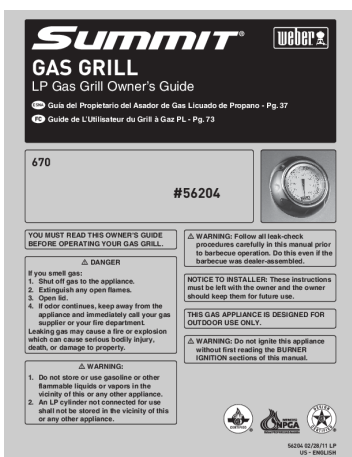 SUMMIT®
weber
GAS GRILL
LP Gas Grill Owner's Guide
Guía del Propietario del Asador de Gas Licuado de Propano - Pg. 37
Guide de L'Utilisateur du Grill à Gaz PL - Pg. 73
670
#56204
YOU MUST READ THIS OWNER'S GUIDE
BEFORE OPERATING YOUR GAS GRILL.
⚠ DANGER
If you smell gas:
1. Shut off gas to the appliance.
2. Extinguish any open flames.
3. Open lid.
4. If odor continues, keep away from the
appliance and immediately call your gas
supplier or your fire department.
Leaking gas may cause a fire or explosion
which can cause serious bodily injury,
death, or damage to property.
⚠ WARNING:
1. Do not store or use gasoline or other
flammable liquids or vapors in the
vicinity of this or any other appliance.
2. An LP cylinder not connected for use
shall not be stored in the vicinity of this
or any other appliance.
⚠ WARNING: Follow all leak-check
procedures carefully in this manual prior
to barbecue operation. Do this even if the
barbecue was dealer-assembled.
NOTICE TO INSTALLER: These instructions
must be left with the owner and the owner
should keep them for future use.
THIS GAS APPLIANCE IS DESIGNED FOR
OUTDOOR USE ONLY.
⚠ WARNING: Do not ignite this appliance
without first reading the BURNER
IGNITION sections of this manual.
NPGA
DESIGN
CERTIFIED
56204 02/28/11 LP
US - ENGLISH